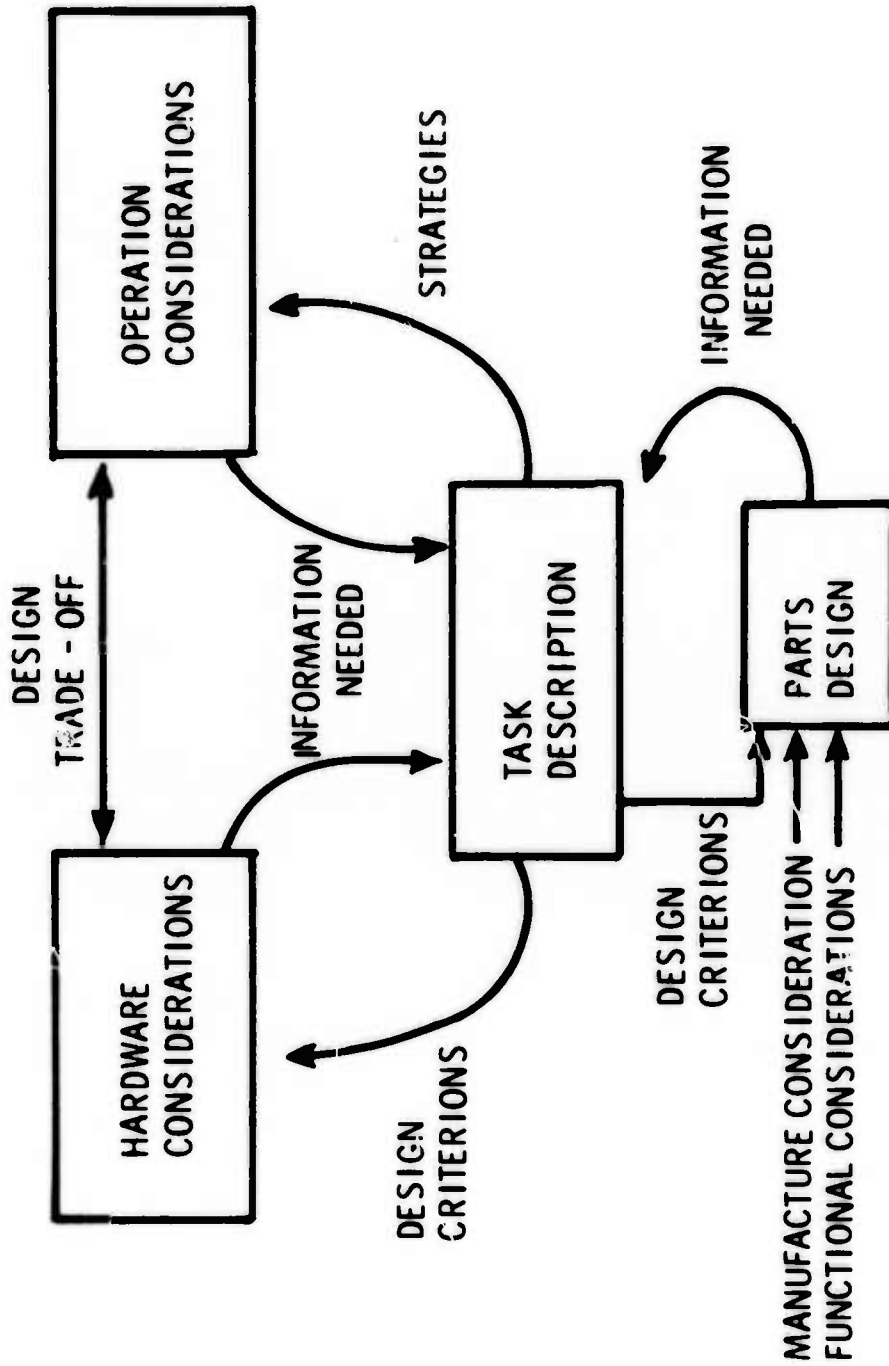 DESIGN
TRADE-OFF
HARDWARE
CONSIDERATIONS
OPERATION
CONSIDERATIONS
INFORMATION
NEEDED
DESIGN
CRITERIONS
STRATEGIES
TASK
DESCRIPTION
DESIGN
CRITERIONS
INFORMATION
NEEDED
PARTS
DESIGN
MANUFACTURE CONSIDERATION
FUNCTIONAL CONSIDERATIONS